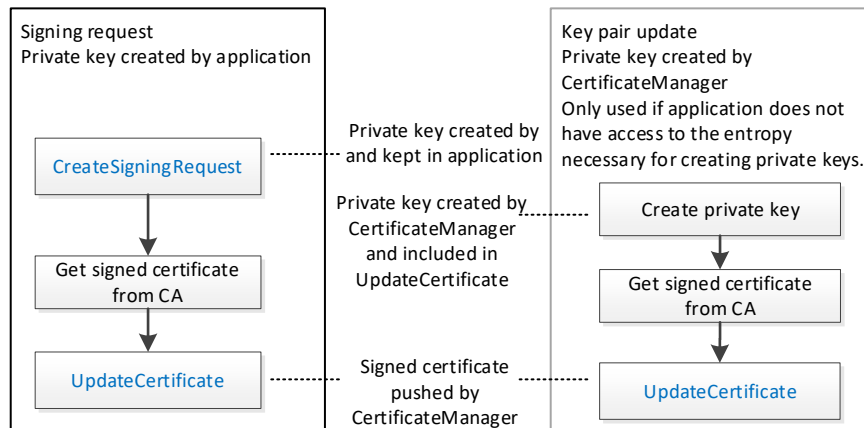 Signing request
Private key created by application
CreateSigningRequest
Get signed certificate
from CA
UpdateCertificate
Private key created by
and kept in application
Private key created by
CertificateManager
and included in
UpdateCertificate
Signed certificate
pushed by
CertificateManager
Key pair update
Private key created by
CertificateManager
Only used if application does not
have access to the entropy
necessary for creating private keys.
Create private key
Get signed certificate
from CA
UpdateCertificate